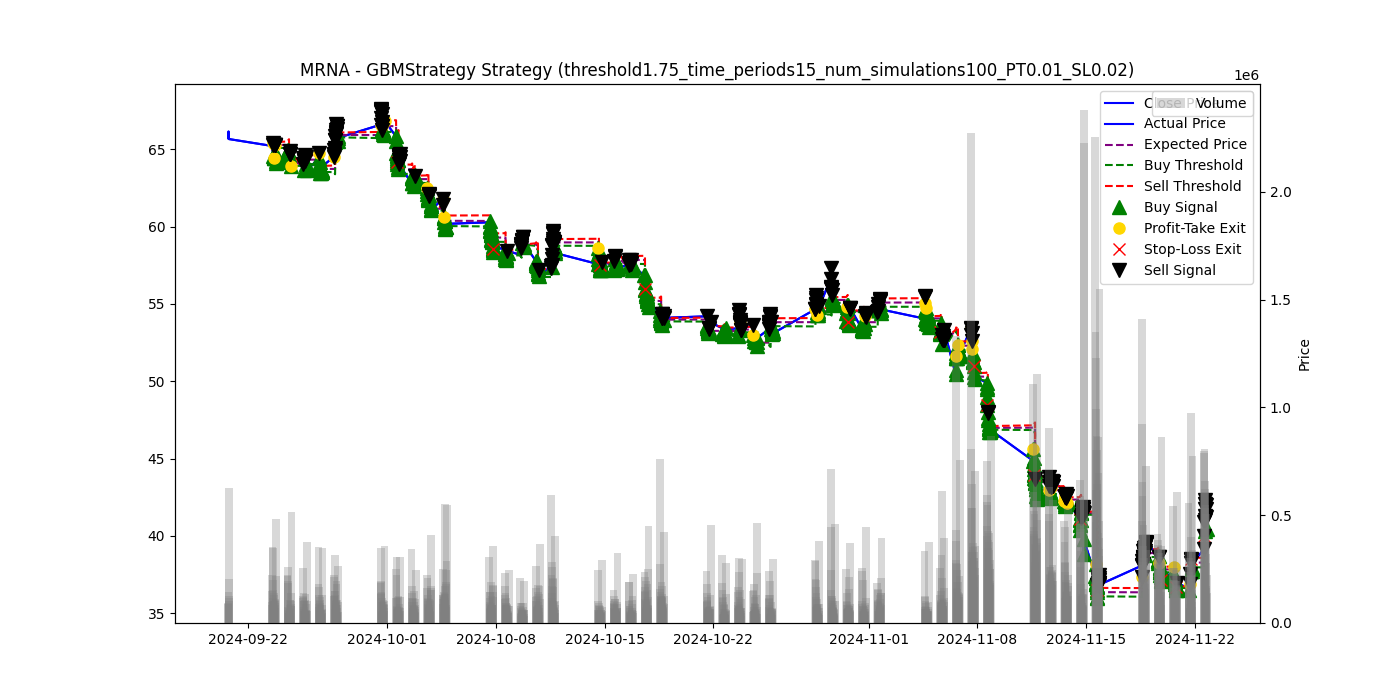 MRNA - GBMStrategy Strategy (threshold1.75_time_periods15_num_simulations100_PT0.01_SL0.02)
1e6
Volume
Actual Price
Expected Price
Buy Threshold
Sell Threshold
Buy Signal
Profit-Take Exit
Stop-Loss Exit
Sell Signal
65
60
55
50
45
40
35
2.0
1.5
1.0
0.5
0.0
Price
2024-09-22
2024-10-01
2024-10-08
2024-10-15
2024-10-22
2024-11-01
2024-11-08
2024-11-15
2024-11-22